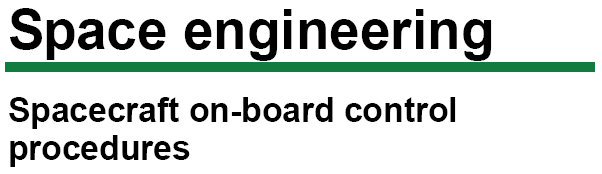 Space engineering
Spacecraft on-board control
procedures